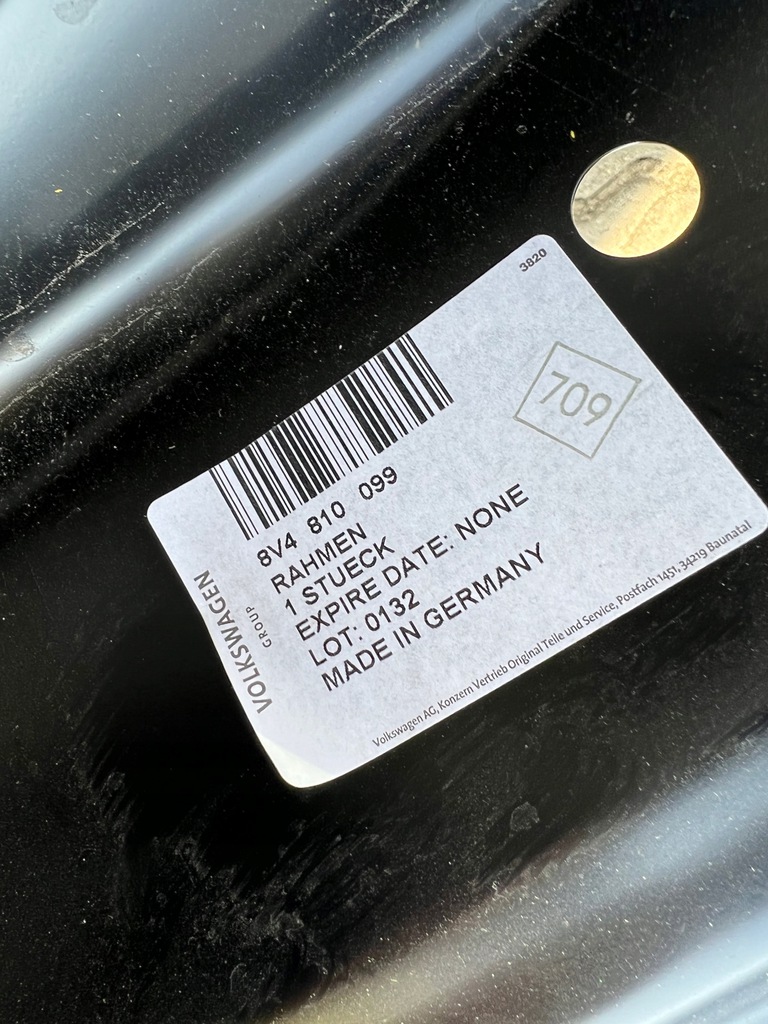 3820
709
8V4 810 099
RAHMEN
1 STUECK
EXPIRE DATE: NONE
LOT: 0132
MADE IN GERMANY
VOLKSWAGEN
GROUP
Volkswagen AG, Konzern Vertrieb Original Teile und Service, Postfach 1451, 34219 Baunatal